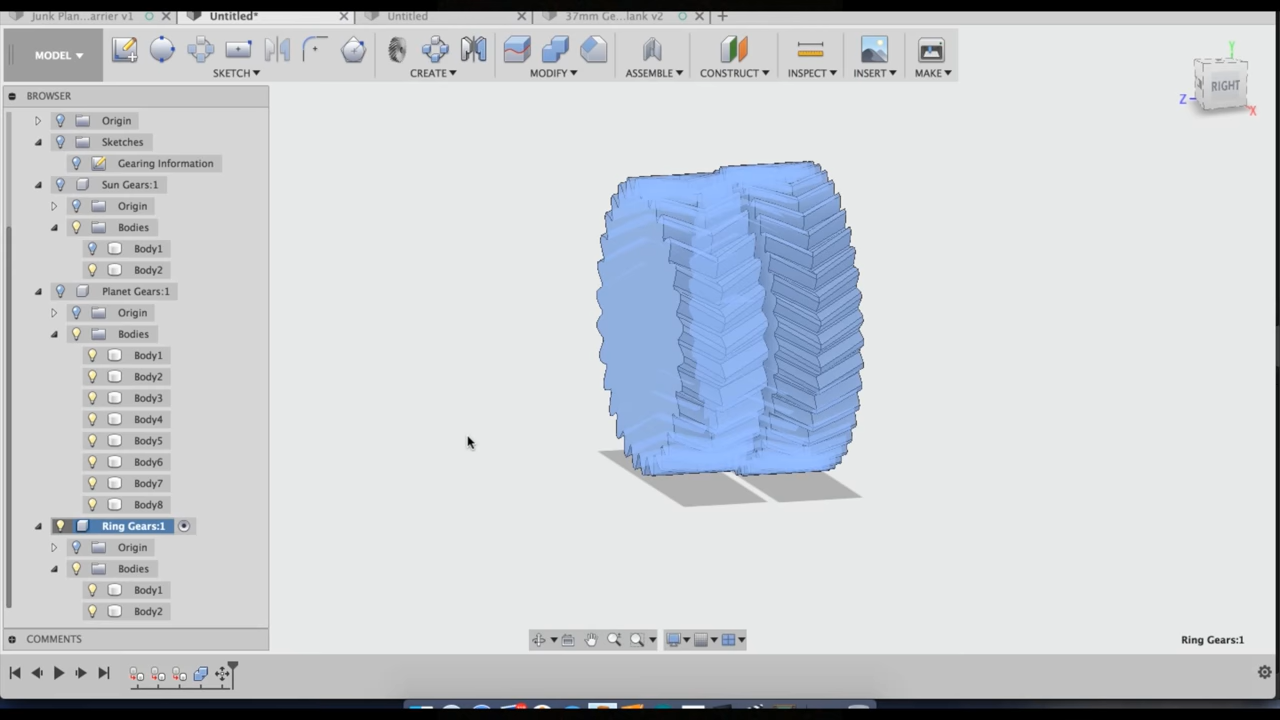 Junk Plan...arrier v1
Untitled*
Untitled
37mm Ge...lank v2
MODEL
SKETCH
CREATE
MODIFY
ASSEMBLE
CONSTRUCT
INSPECT
INSERT
MAKE
Y
RIGHT
Z
X
BROWSER
Origin
Sketches
Gearing Information
Sun Gears:1
Origin
Bodies
Body1
Body2
Planet Gears:1
Origin
Bodies
Body1
Body2
Body3
Body4
Body5
Body6
Body7
Body8
Ring Gears:1
Origin
Bodies
Body1
Body2
COMMENTS
Ring Gears:1